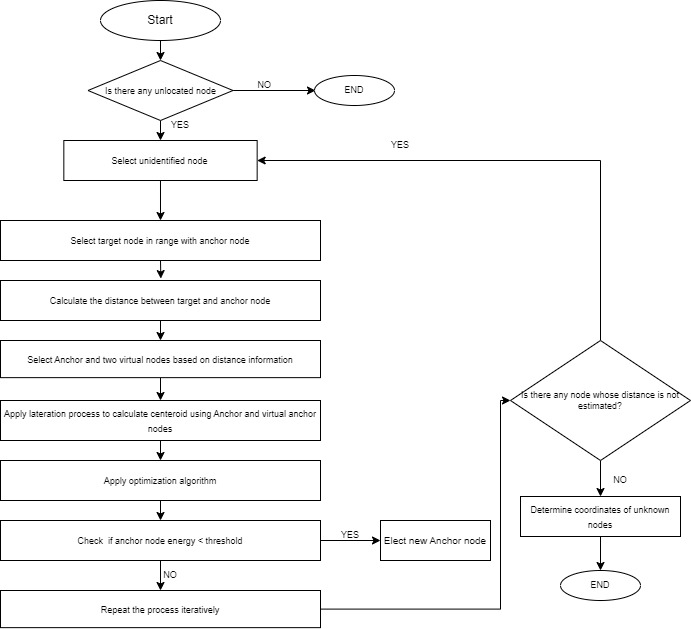 Start
Is there any unlocated node
NO
END
YES
Select unidentified node
YES
Select target node in range with anchor node
Calculate the distance between target and anchor node
Select Anchor and two virtual nodes based on distance information
Apply lateration process to calculate centeroid using Anchor and virtual anchor
nodes
Apply optimization algorithm
Check if anchor node energy < threshold
YES
Elect new Anchor node
NO
Repeat the process iteratively
Is there any node whose distance is not
estimated?
NO
Determine coordinates of unknown
nodes
END